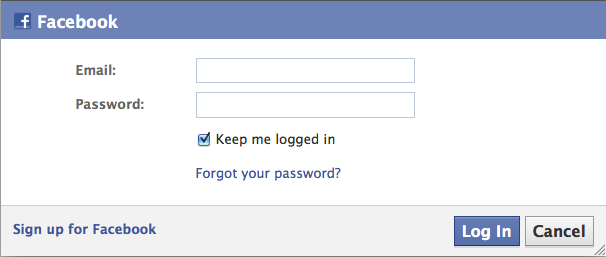 Facebook
Email:
Password:
Keep me logged in
Forgot your password?
Sign up for Facebook
Log In
Cancel